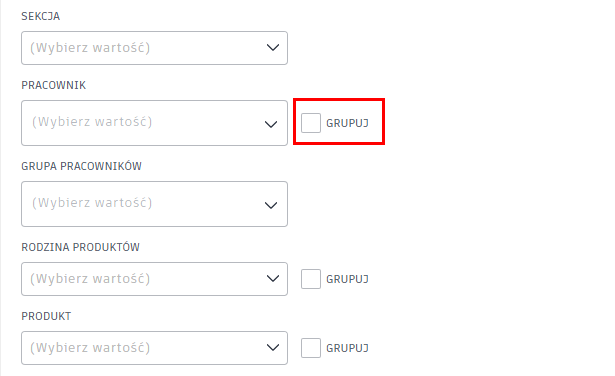 SEKCJA
(Wybierz wartość)
PRACOWNIK
(Wybierz wartość) GRUPUJ
GRUPA PRACOWNIKÓW
(Wybierz wartość)
RODZINA PRODUKTÓW
(Wybierz wartość) GRUPUJ
PRODUKT
(Wybierz wartość) GRUPUJ